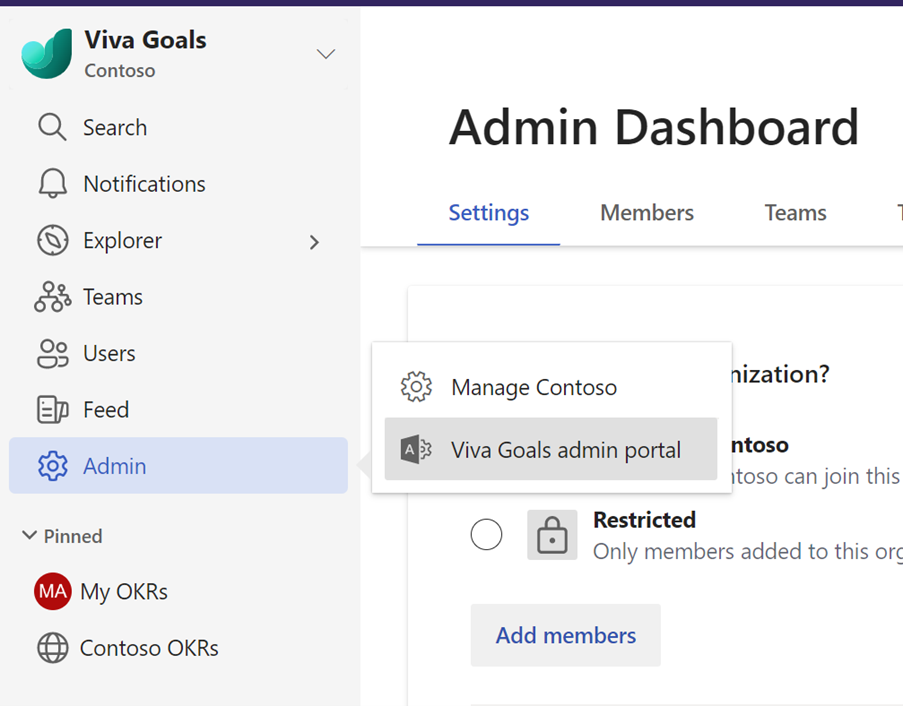 Viva Goals
Contoso
Search
Notifications
Explorer
Teams
Users
Feed
Admin
Pinned
MA My OKRs
Contoso OKRs
Admin Dashboard
Settings Members Teams
Manage Contoso
Viva Goals admin portal
nization?
ntoso
ntoso can join this
Restricted
Only members added to this org
Add members